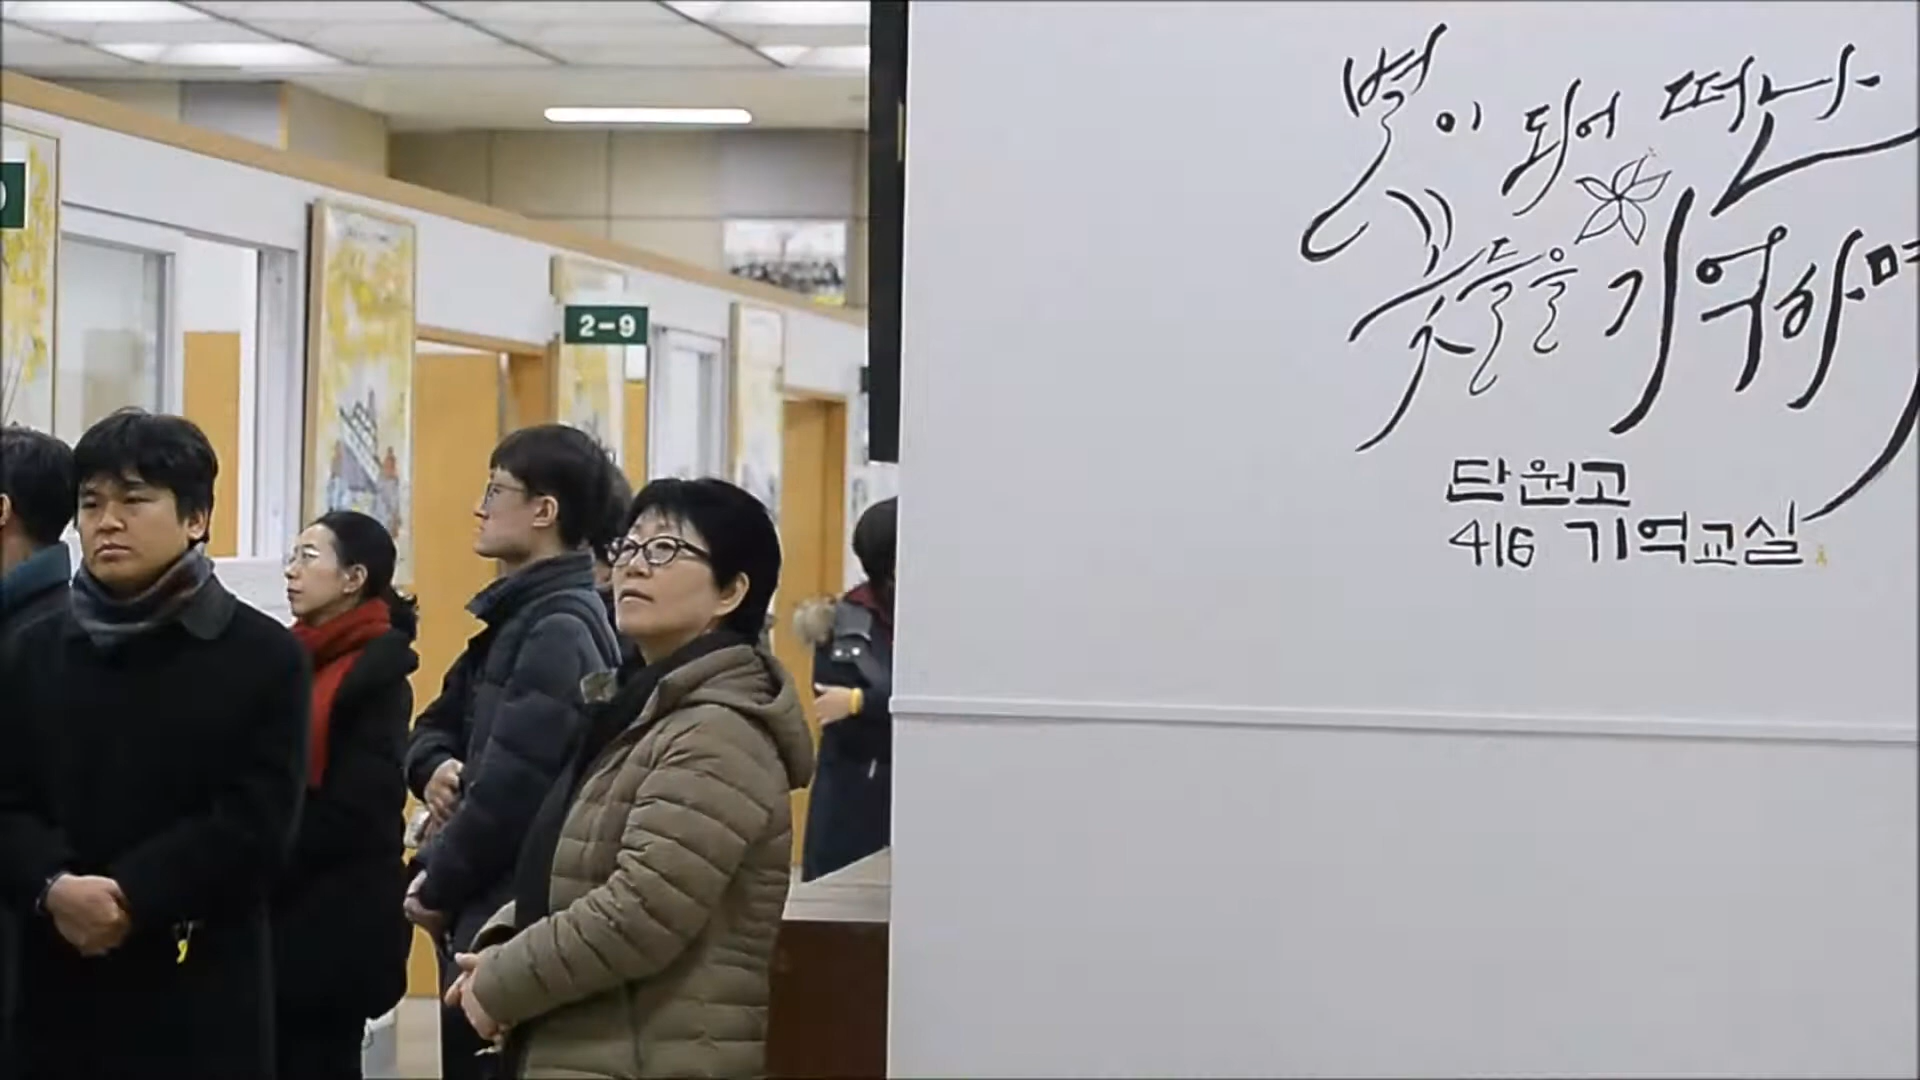 2-9
별이 되어 떠난
꽃들을 기억하며
단원고
416 기억교실